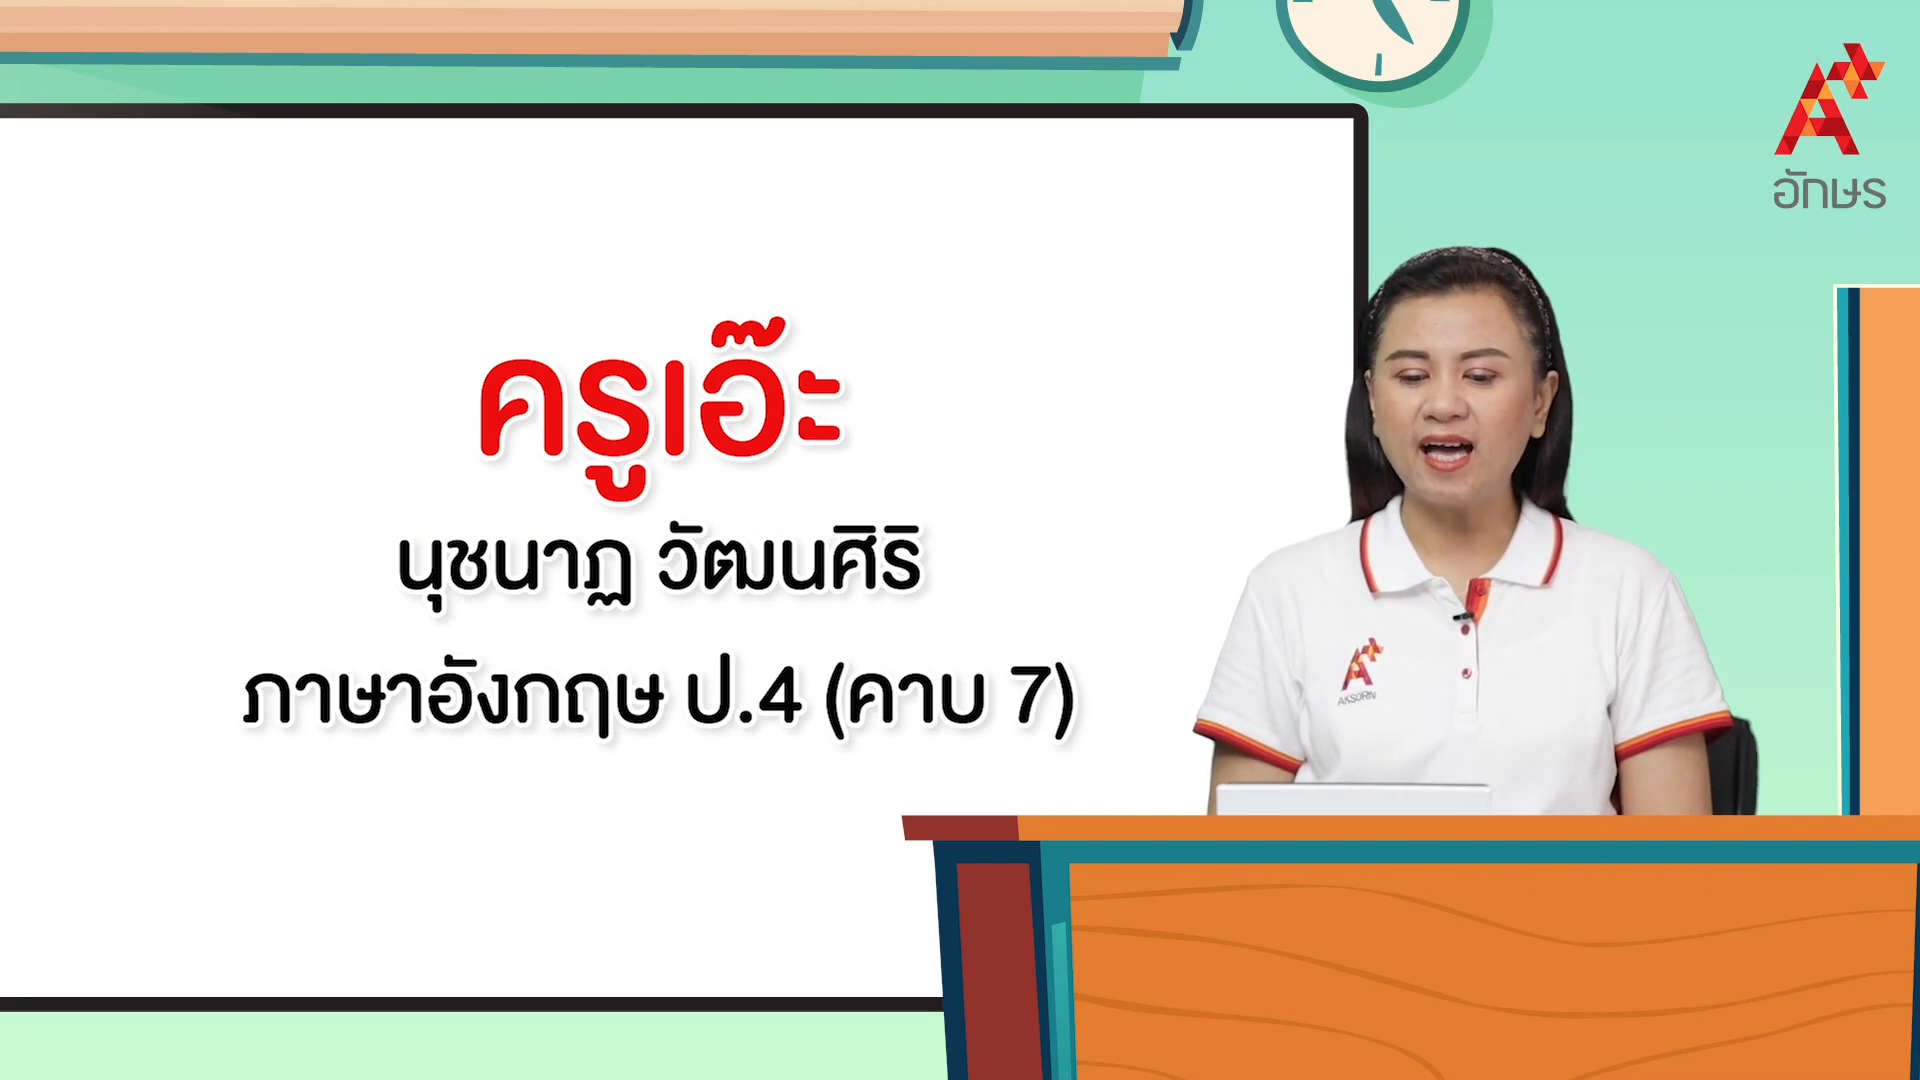 อักษร
ครูเอ๊ะ
นุชนาฏ วัฒนศิริ
ภาษาอังกฤษ ป.4 (คาบ 7)
AKSORN